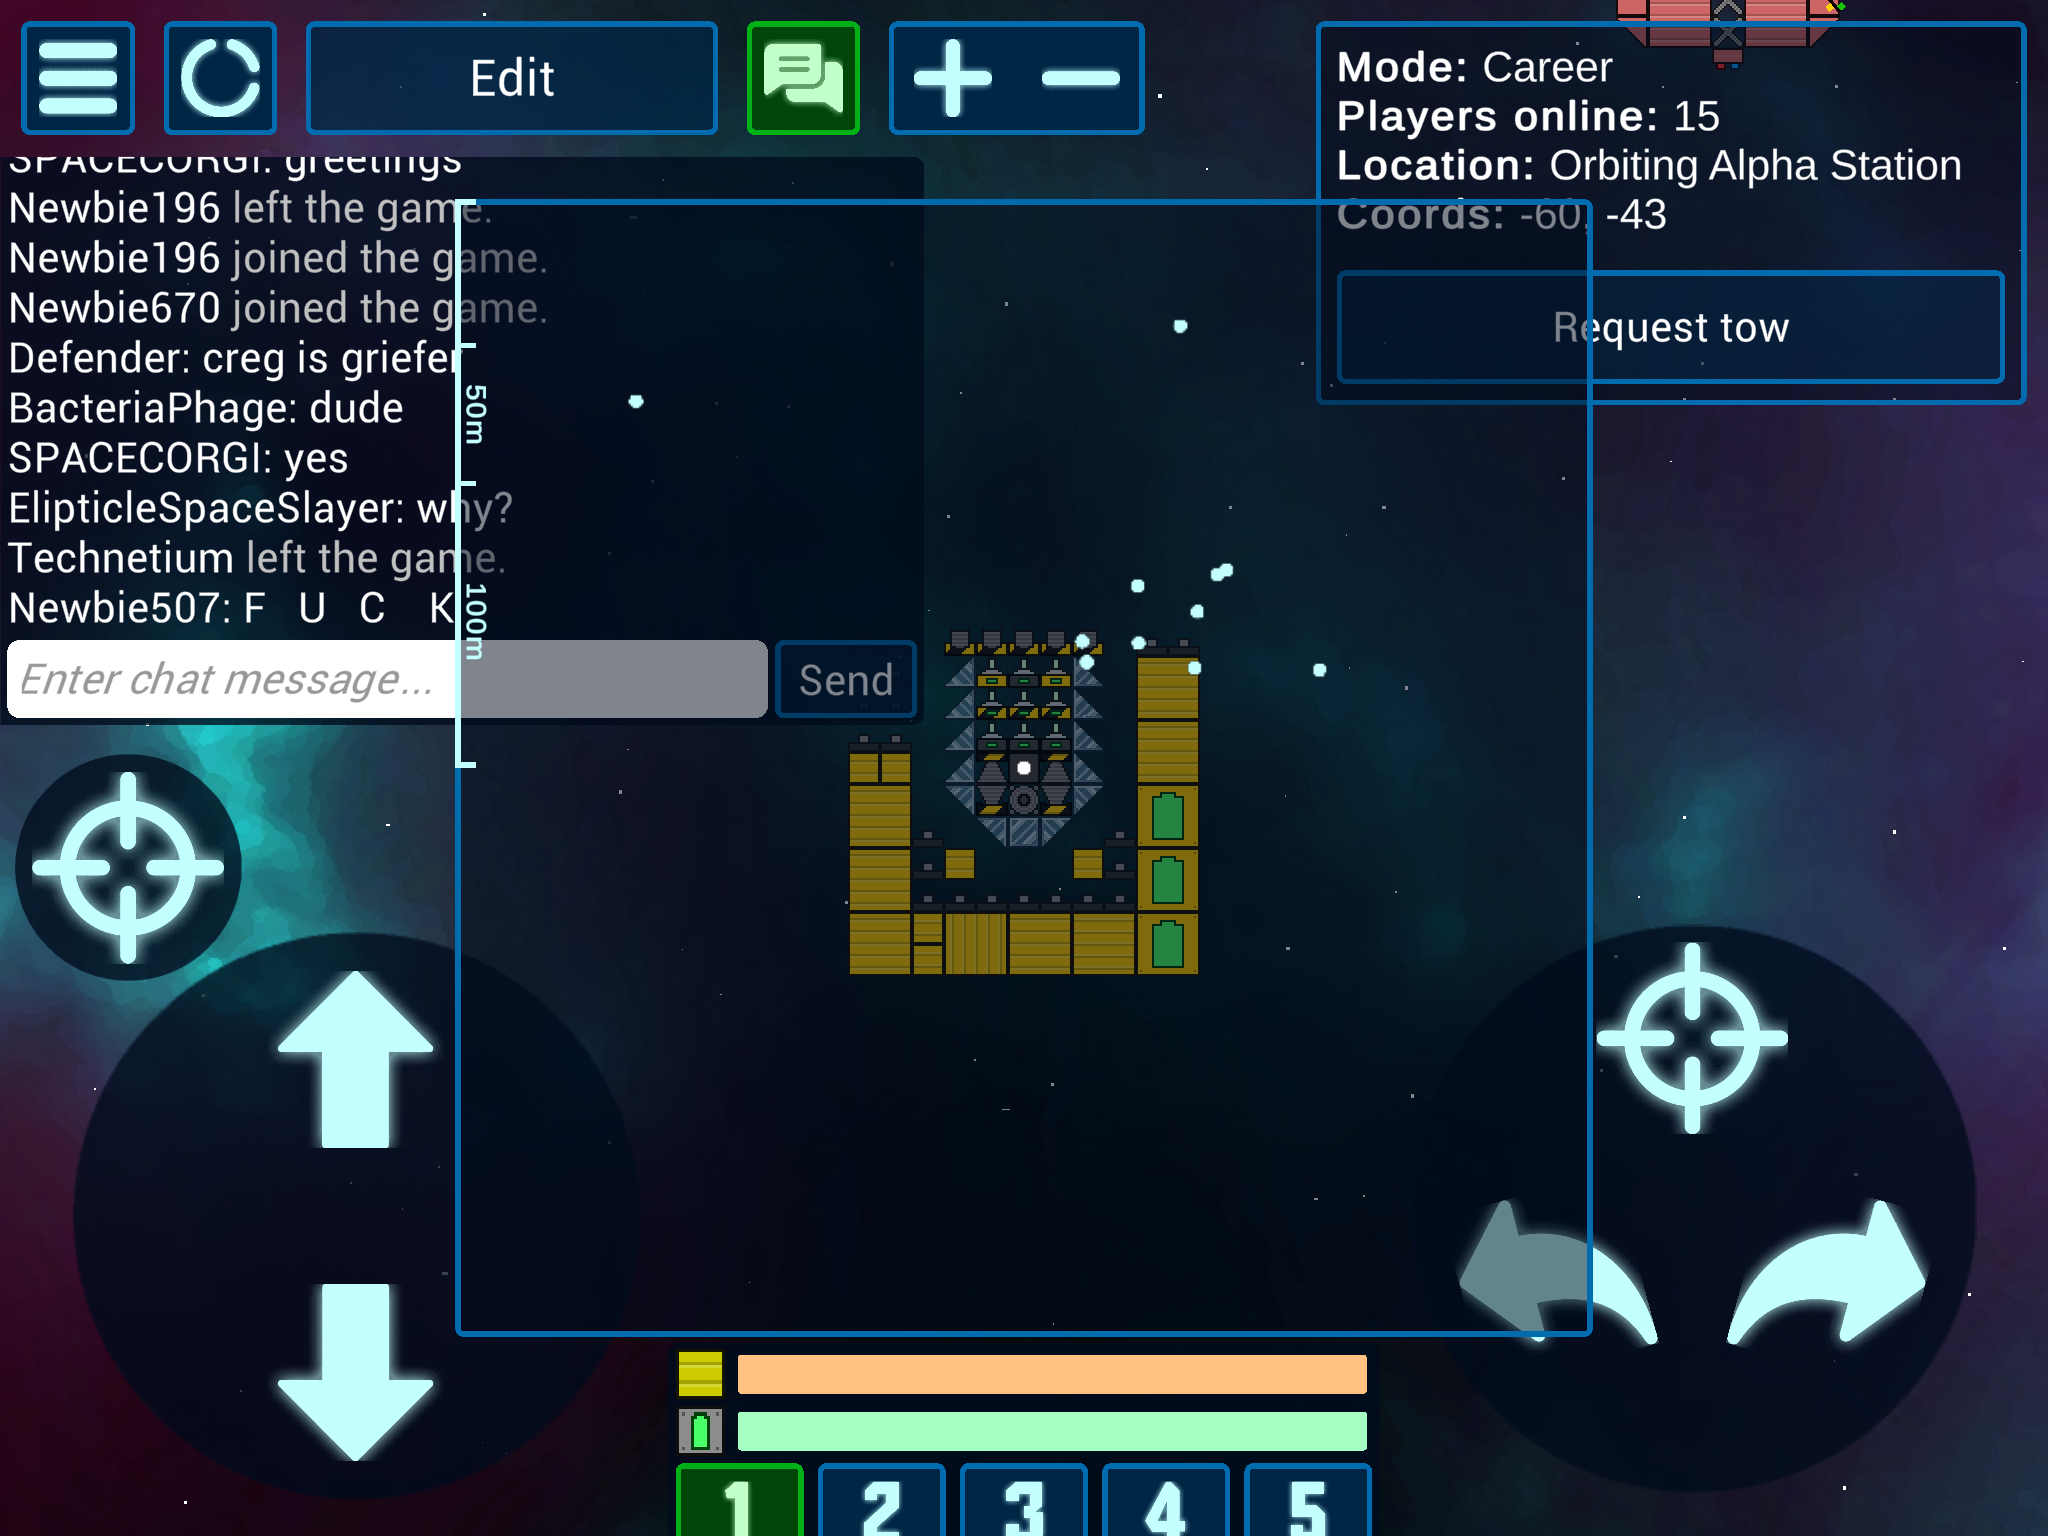 Edit
Mode: Career
Players online: 15
Location: Orbiting Alpha Station
Coords: -60, -43
Request tow
SPACECORGI: greetings
Newbie196 left the game.
Newbie196 joined the game.
Newbie670 joined the game.
Defender: creg is griefer
BacteriaPhage: dude
SPACECORGI: yes
ElipticleSpaceSlayer: why?
Technetium left the game.
Newbie507: F U C K
Enter chat message...
Send
50m
100m
1 2 3 4 5